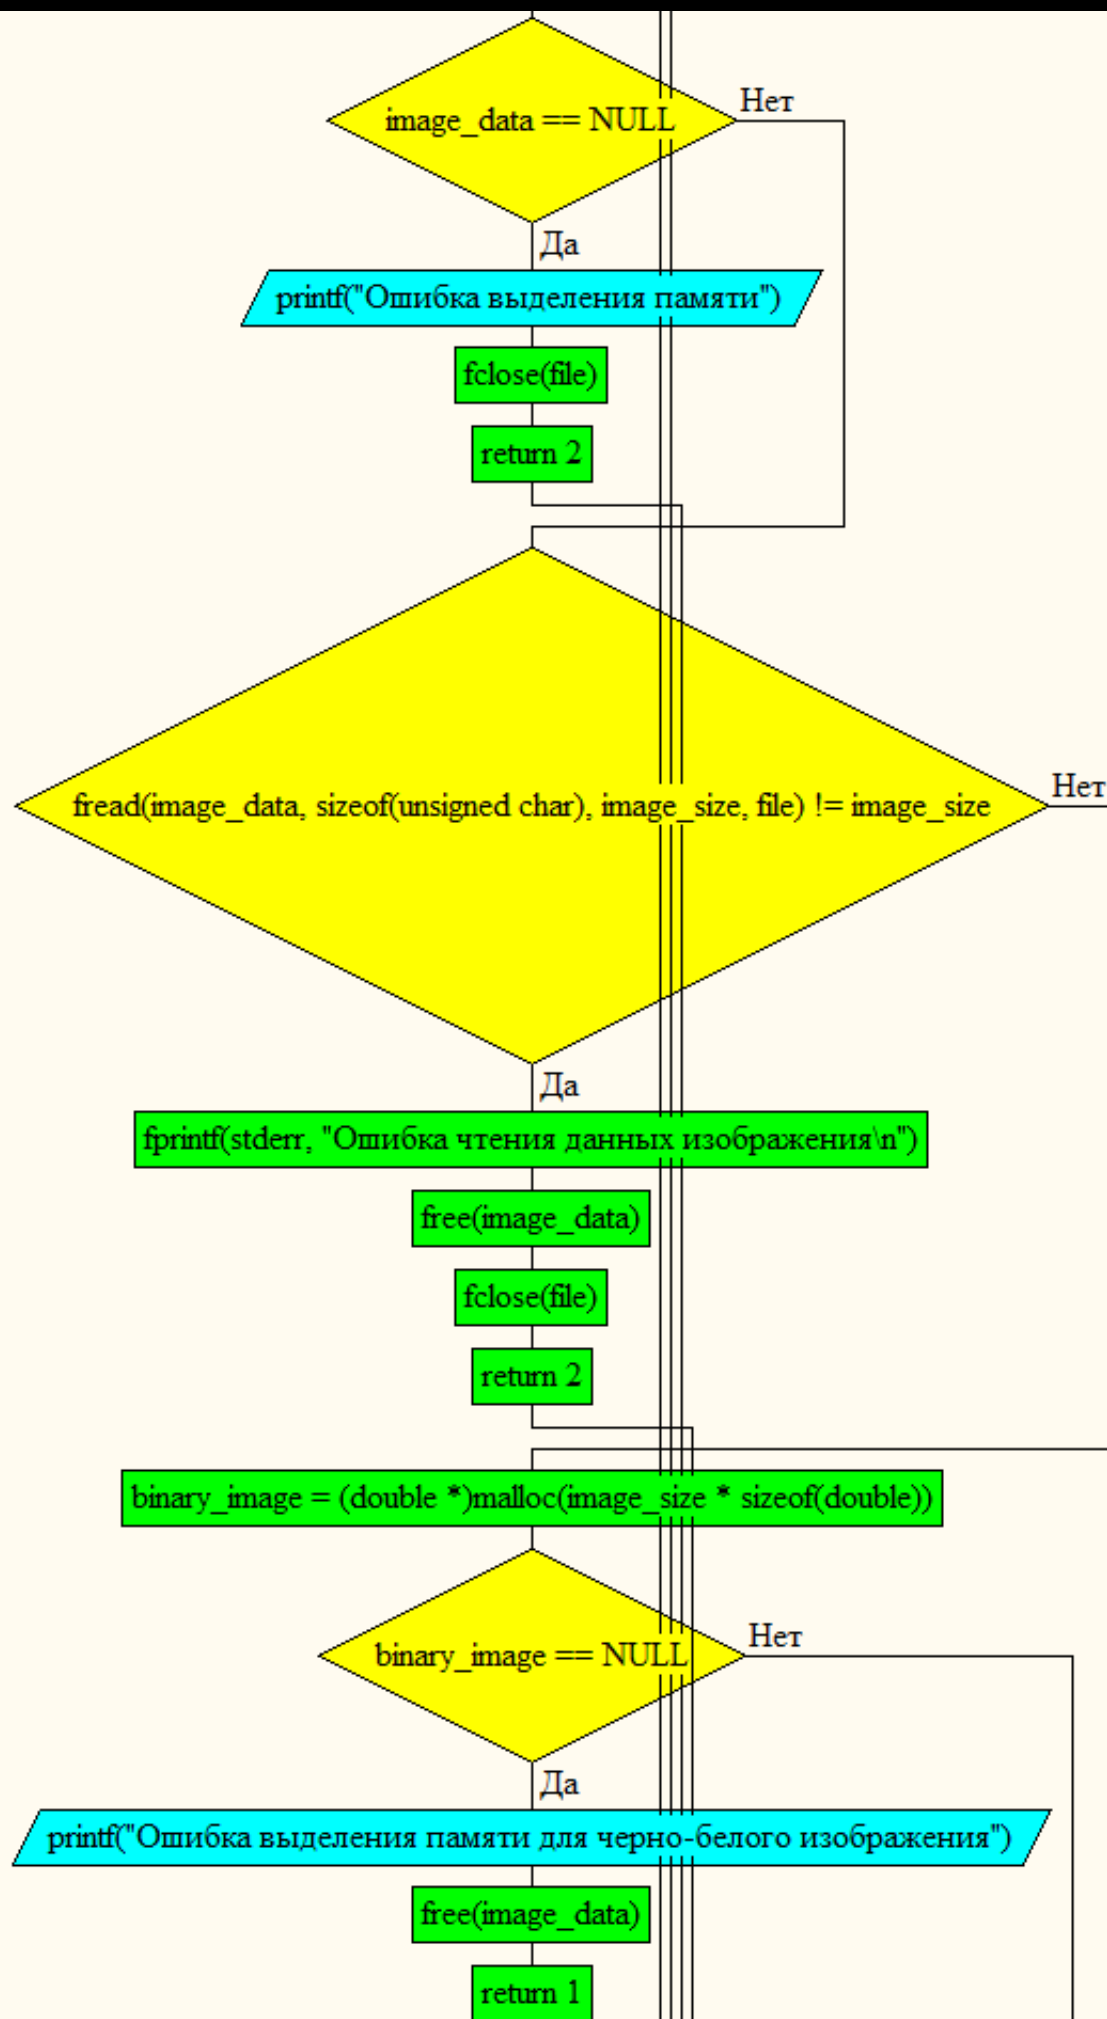 image_data == NULL
Нет
Да
printf("Ошибка выделения памяти")
fclose(file)
return 2
fread(image_data, sizeof(unsigned char), image_size, file) != image_size
Нет
Да
fprintf(stderr, "Ошибка чтения данных изображения\n")
free(image_data)
fclose(file)
return 2
binary_image = (double *)malloc(image_size * sizeof(double))
binary_image == NULL
Нет
Да
printf("Ошибка выделения памяти для черно-белого изображения")
free(image_data)
return 1